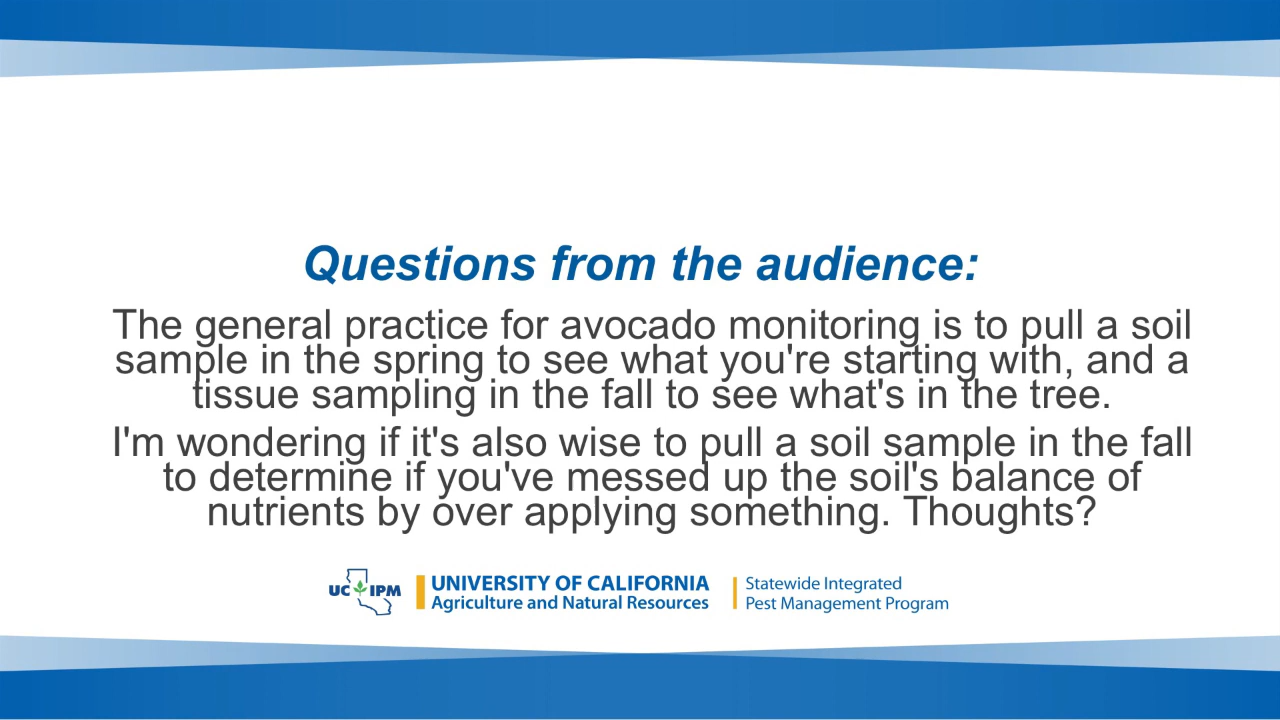 Questions from the audience:
The general practice for avocado monitoring is to pull a soil
sample in the spring to see what you're starting with, and a
tissue sampling in the fall to see what's in the tree.
I'm wondering if it's also wise to pull a soil sample in the fall
to determine if you've messed up the soil's balance of
nutrients by over applying something. Thoughts?
UC IPM
UNIVERSITY OF CALIFORNIA
Agriculture and Natural Resources
Statewide Integrated
Pest Management Program